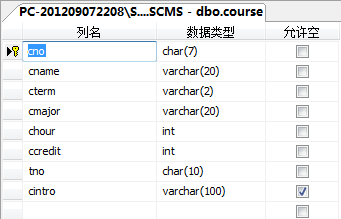 PC-201209072208\S....SCMS - dbo.course
列名 数据类型 允许空
cno char(7)
cname varchar(20)
cterm varchar(2)
cmajor varchar(20)
chour int
ccredit int
tno char(10)
cintro varchar(100)